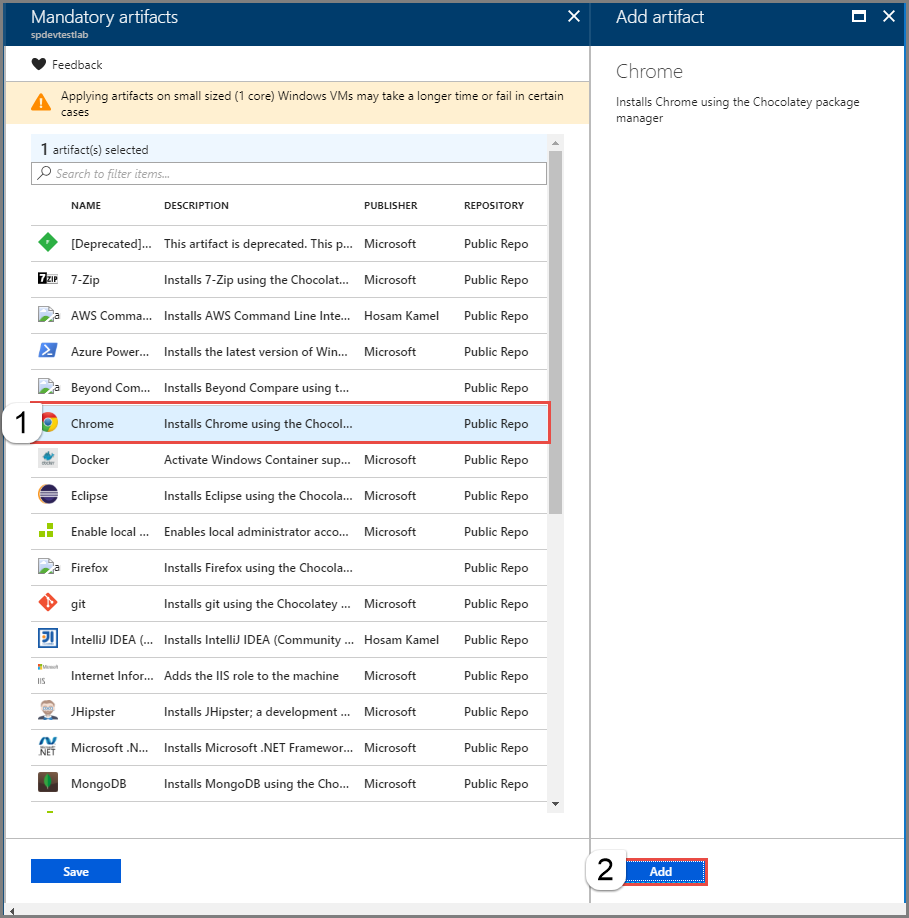 Mandatory artifacts
spdevtestlab
Feedback
Applying artifacts on small sized (1 core) Windows VMs may take a longer time or fail in certain
cases
1 artifact(s) selected
Search to filter items...
NAME DESCRIPTION PUBLISHER REPOSITORY
[Deprecated]... This artifact is deprecated. This p... Microsoft Public Repo
7ZIP 7-Zip Installs 7-Zip using the Chocolat... Microsoft Public Repo
a AWS Comma... Installs AWS Command Line Inte... Hosam Kamel Public Repo
Azure Power... Installs the latest version of Win... Microsoft Public Repo
a Beyond Com... Installs Beyond Compare using t... Public Repo
1 Chrome Installs Chrome using the Chocol... Public Repo
docker Docker Activate Windows Container sup... Microsoft Public Repo
Eclipse Installs Eclipse using the Chocola... Microsoft Public Repo
Enable local ... Enables local administrator acco... Microsoft Public Repo
a Firefox Installs Firefox using the Chocola... Public Repo
git Installs git using the Chocolatey ... Microsoft Public Repo
IntelliJ IDEA (... Installs IntelliJ IDEA (Community ... Hosam Kamel Public Repo
Microsoft IIS Internet Infor... Adds the IIS role to the machine Microsoft Public Repo
JHipster Installs JHipster; a development ... Microsoft Public Repo
.NET Microsoft .N... Installs Microsoft .NET Framewor... Microsoft Public Repo
MongoDB Installs MongoDB using the Cho... Microsoft Public Repo
Save
Add artifact
Chrome
Installs Chrome using the Chocolatey package
manager
2 Add